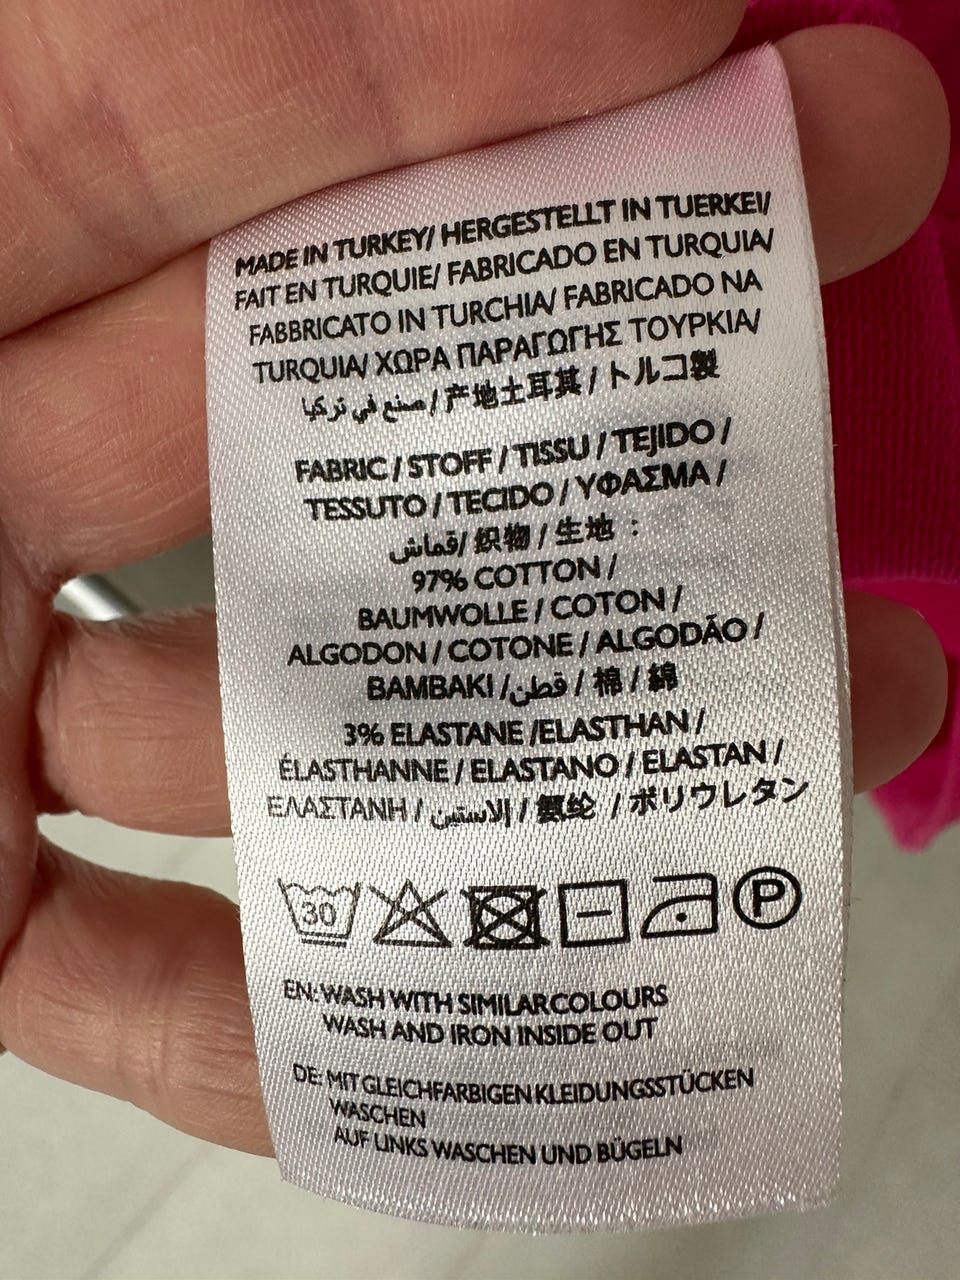 MADE IN TURKEY/ HERGESTELLT IN TUERKEI/
FAIT EN TURQUIE/ FABRICADO EN TURQUIA/
FABBRICATO IN TURCHIA/ FABRICADO NA
TURQUIA/ ΧΩΡΑ ΠΑΡΑΓΩΓΗΣ ΤΟΥΡΚΙΑ/
صنع في تركيا / 产地土耳其 / トルコ製
FABRIC / STOFF / TISSU / TEJIDO /
TESSUTO / TECIDO / ΥΦΑΣΜΑ /
قماش/ 织物 / 生地 :
97% COTTON /
BAUMWOLLE / COTON /
ALGODON / COTONE / ALGODÃO /
BAMBAKI / قطن / 棉 / 綿
3% ELASTANE /ELASTHAN /
ÉLASTHANNE / ELASTANO / ELASTAN /
ΕΛΑΣΤΑΝΗ / الاستين / 氨纶 / ポリウレタン
30 P
EN: WASH WITH SIMILAR COLOURS
WASH AND IRON INSIDE OUT
DE: MIT GLEICHFARBIGEN KLEIDUNGSSTÜCKEN
WASCHEN
AUF LINKS WASCHEN UND BÜGELN